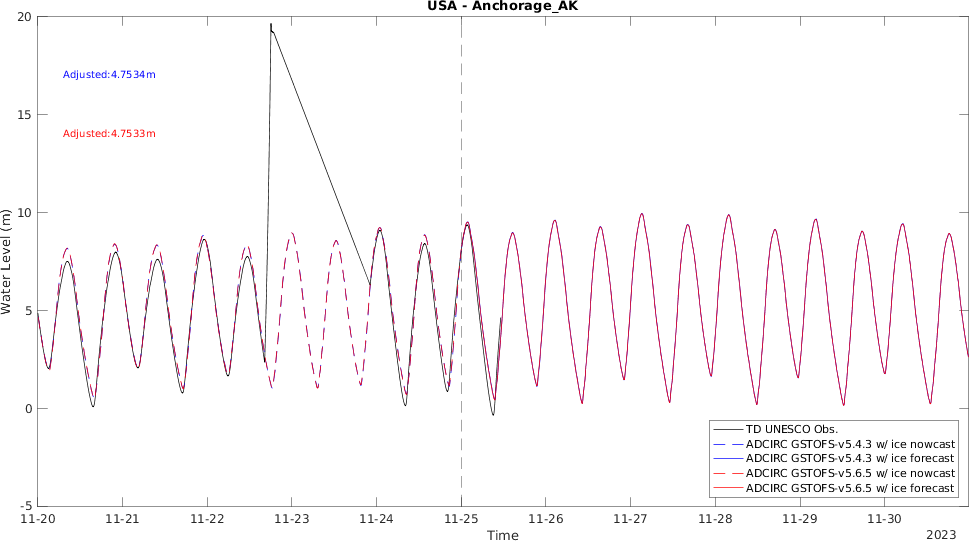 USA - Anchorage_AK
20
15
10
5
0
-5
Water Level (m)
Adjusted:4.7534m
Adjusted:4.7533m
TD UNESCO Obs.
ADCIRC GSTOFS-v5.4.3 w/ ice nowcast
ADCIRC GSTOFS-v5.4.3 w/ ice forecast
ADCIRC GSTOFS-v5.6.5 w/ ice nowcast
ADCIRC GSTOFS-v5.6.5 w/ ice forecast
11-20 11-21 11-22 11-23 11-24 11-25 11-26 11-27 11-28 11-29 11-30
Time
2023